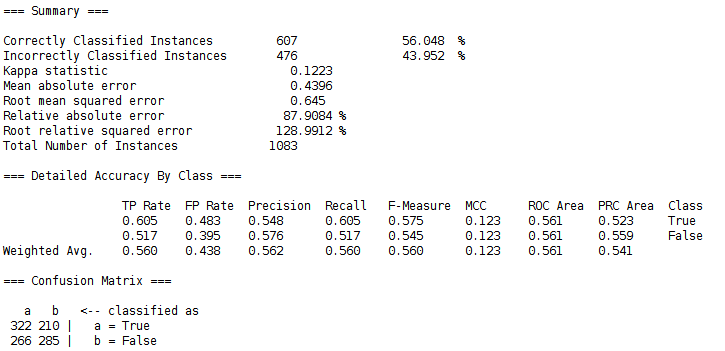 === Summary ===
Correctly Classified Instances 607 56.048 %
Incorrectly Classified Instances 476 43.952 %
Kappa statistic 0.1223
Mean absolute error 0.4396
Root mean squared error 0.645
Relative absolute error 87.9084 %
Root relative squared error 128.9912 %
Total Number of Instances 1083
=== Detailed Accuracy By Class ===
TP Rate FP Rate Precision Recall F-Measure MCC ROC Area PRC Area Class
0.605 0.483 0.548 0.605 0.575 0.123 0.561 0.523 True
0.517 0.395 0.576 0.517 0.545 0.123 0.561 0.559 False
Weighted Avg. 0.560 0.438 0.562 0.560 0.560 0.123 0.561 0.541
=== Confusion Matrix ===
a b <-- classified as
322 210 | a = True
266 285 | b = False